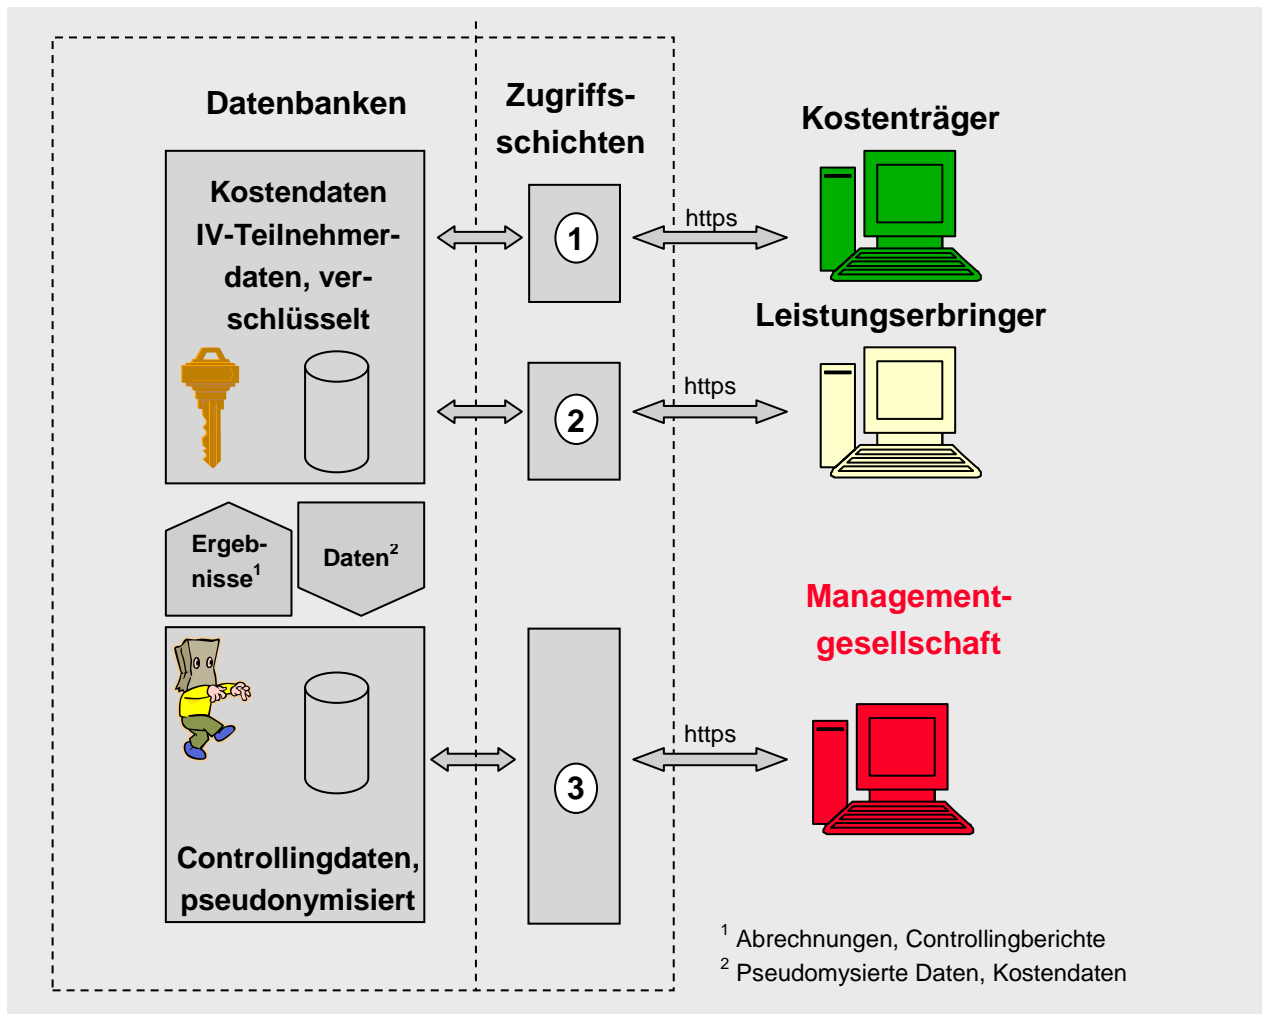 Datenbanken
Zugriffs-
schichten
Kostenträger
Kostendaten
IV-Teilnehmer-
daten, ver-
schlüsselt
1
https
Leistungserbringer
2
https
Ergeb-
nisse1
Daten2
Management-
gesellschaft
3
https
Controllingdaten,
pseudonymisiert
1 Abrechnungen, Controllingberichte
2 Pseudomysierte Daten, Kostendaten